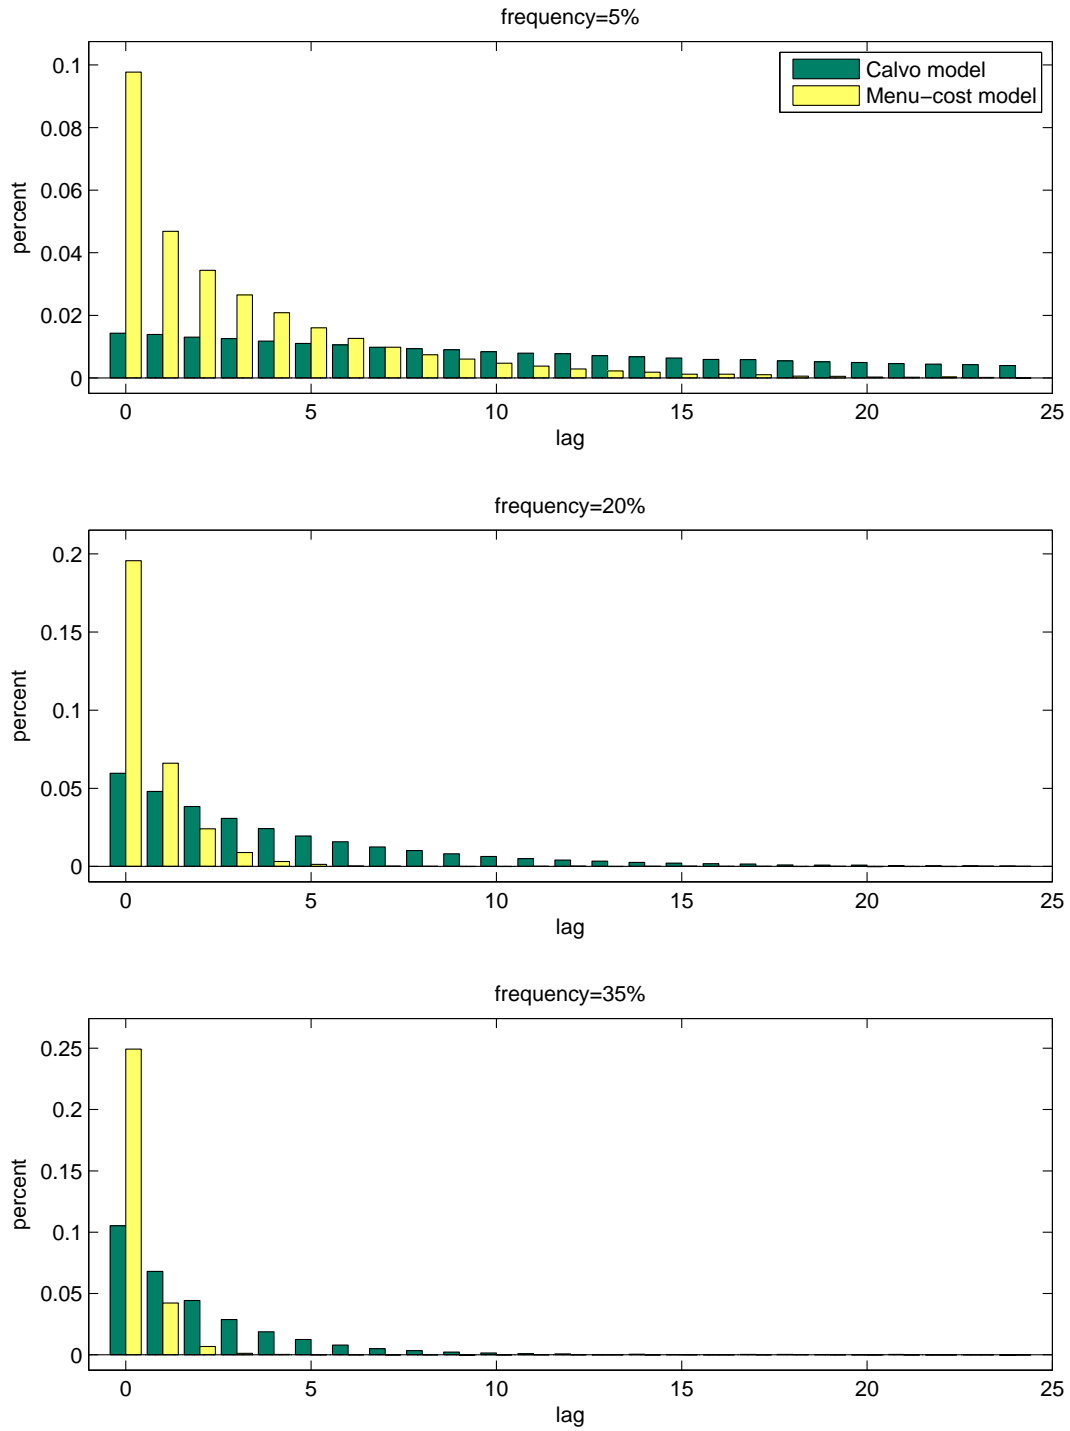 frequency=5%
Calvo model
Menu−cost model
0.1
0.08
0.06
0.04
0.02
0
percent
0 5 10 15 20 25
lag
frequency=20%
0.2
0.15
0.1
0.05
0
percent
0 5 10 15 20 25
lag
frequency=35%
0.25
0.2
0.15
0.1
0.05
0
percent
0 5 10 15 20 25
lag